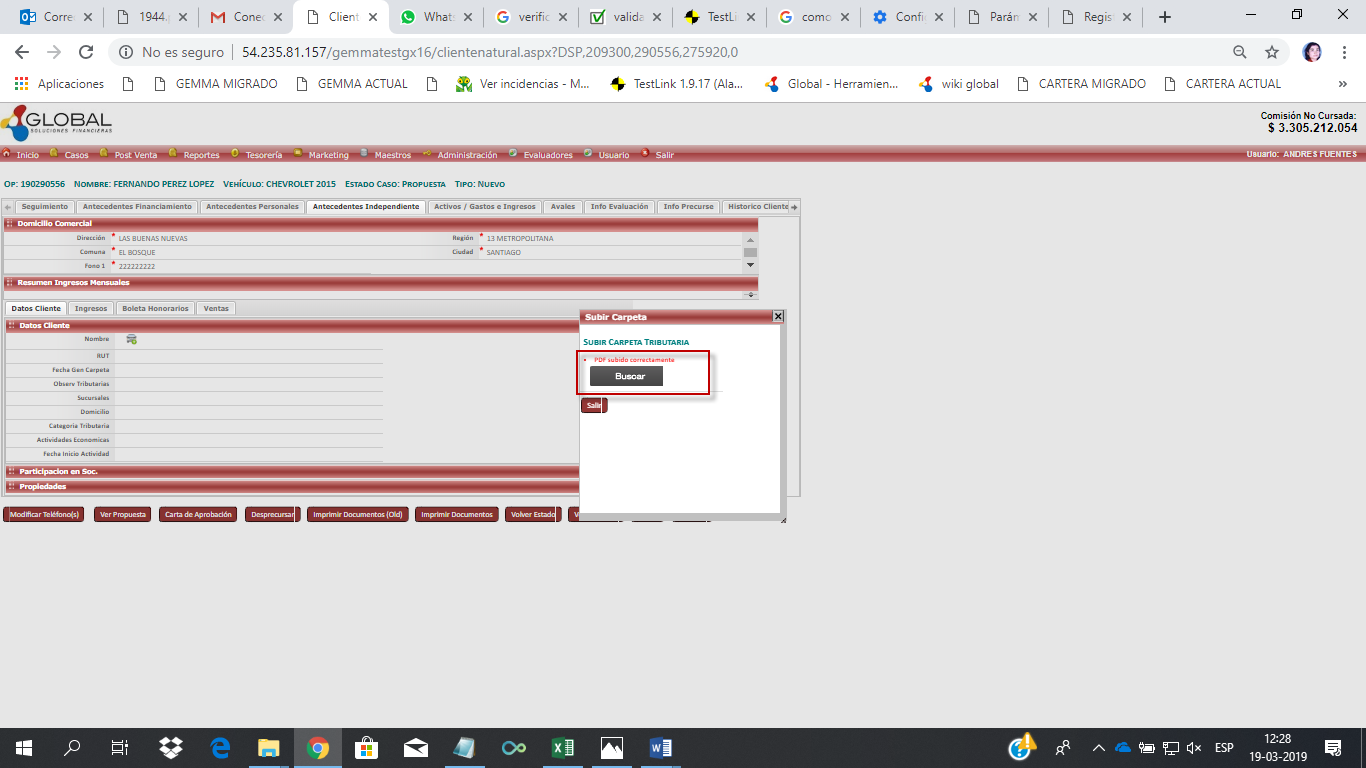 Corre
1944.
Conec
Client
Whats
verific
valida
TestLi
como
Confi
Parán
Regis
No es seguro | 54.235.81.157/gemmatestgx16/clientenatural.aspx?DSP,209300,290556,275920,0
Aplicaciones GEMMA MIGRADO GEMMA ACTUAL Ver incidencias - M... TestLink 1.9.17 (Ala... Global - Herramien... wiki global CARTERA MIGRADO CARTERA ACTUAL »
GLOBAL
SOLUCIONES FINANCIERAS
Comisión No Cursada:
$ 3.305.212.054
Inicio Casos Post Venta Reportes Tesorería Marketing Maestros Administración Evaluadores Usuario Salir
Usuario: ANDRES FUENTES
Op: 190290556 Nombre: FERNANDO PEREZ LOPEZ Vehículo: CHEVROLET 2015 Estado Caso: Propuesta Tipo: Nuevo
Seguimiento Antecedentes Financiamiento Antecedentes Personales Antecedentes Independiente Activos / Gastos e Ingresos Avales Info Evaluación Info Precurse Historico Cliente
Domicilio Comercial
Dirección * LAS BUENAS NUEVAS Región * 13 METROPOLITANA
Comuna * EL BOSQUE Ciudad * SANTIAGO
Fono 1 * 222222222
Resumen Ingresos Mensuales
Datos Cliente Ingresos Boleta Honorarios Ventas
Datos Cliente
Nombre
RUT
Fecha Gen Carpeta
Observ Tributarias
Sucursales
Domicilio
Categoria Tributaria
Actividades Economicas
Fecha Inicio Actividad
Participacion en Soc.
Propiedades
Subir Carpeta
Subir Carpeta Tributaria
PDF subido correctamente
Buscar
Salir
Modificar Teléfono(s) Ver Propuesta Carta de Aprobación Desprecursar Imprimir Documentos (Old) Imprimir Documentos Volver Estado V
ESP
12:28
19-03-2019